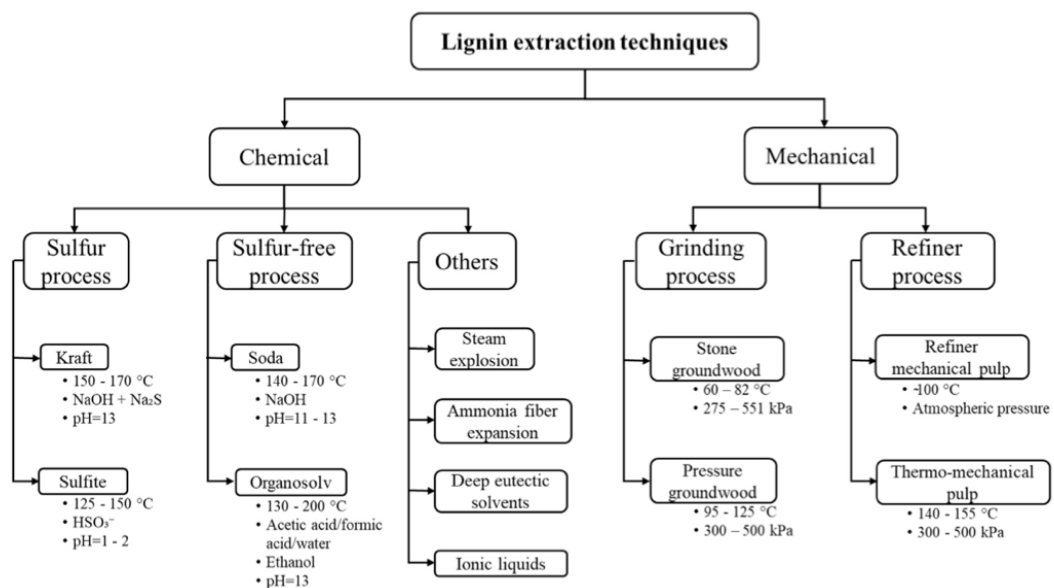 Lignin extraction techniques
Chemical
Mechanical
Sulfur
process
Sulfur-free
process
Others
Grinding
process
Refiner
process
Kraft
• 150 - 170 °C
• NaOH + Na₂S
• pH=13
Sulfite
• 125 - 150 °C
• HSO₃⁻
• pH=1 - 2
Soda
• 140 - 170 °C
• NaOH
• pH=11 - 13
Organosolv
• 130 - 200 °C
• Acetic acid/formic
acid/water
• Ethanol
• pH=13
Steam
explosion
Ammonia fiber
expansion
Deep eutectic
solvents
Ionic liquids
Stone
groundwood
• 60 – 82 °C
• 275 – 551 kPa
Pressure
groundwood
• 95 - 125 °C
• 300 – 500 kPa
Refiner
mechanical pulp
• ~100 °C
• Atmospheric pressure
Thermo-mechanical
pulp
• 140 - 155 °C
• 300 - 500 kPa